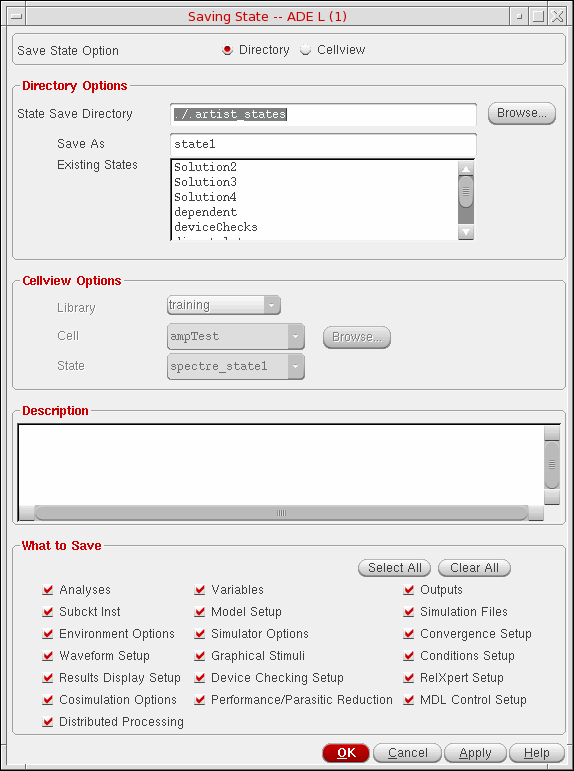 Saving State -- ADE L (1)
Save State Option Directory Cellview
Directory Options
State Save Directory ./.artist_states Browse...
Save As state1
Existing States Solution2
Solution3
Solution4
dependent
deviceChecks
Cellview Options
Library training
Cell ampTest Browse...
State spectre_state1
Description
What to Save
Select All Clear All
Analyses Variables Outputs
Subckt Inst Model Setup Simulation Files
Environment Options Simulator Options Convergence Setup
Waveform Setup Graphical Stimuli Conditions Setup
Results Display Setup Device Checking Setup RelXpert Setup
Cosimulation Options Performance/Parasitic Reduction MDL Control Setup
Distributed Processing
OK Cancel Apply Help